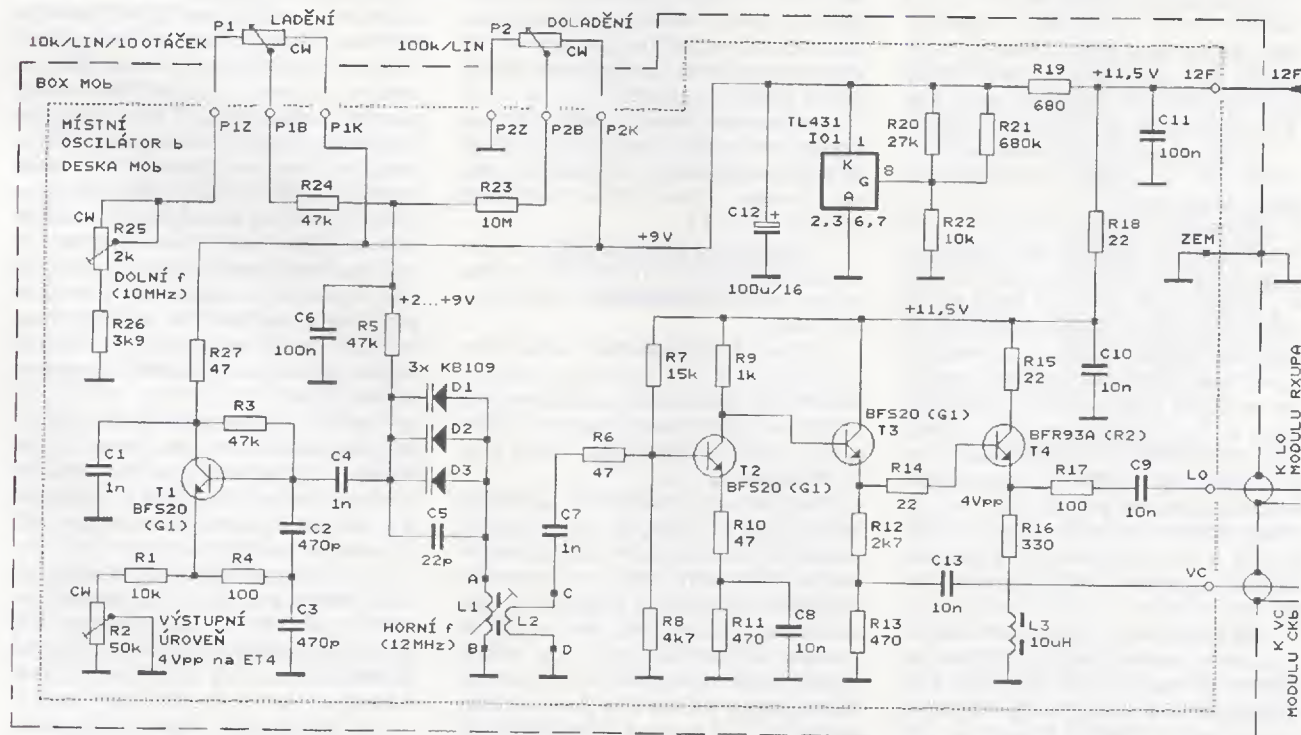 P1
LADĚNÍ
10k/LIN/10 OTÁČEK
CW
P2
DOLADĚNÍ
100k/LIN
CW
BOX MOb
MÍSTNÍ
OSCILÁTOR b
DESKA MOb
P1Z
P1B
P1K
P2Z
P2B
P2K
R19
680
+11,5 V
12F
12F
TL431
IO1
1
K
G
A
8
2,3
6,7
R20
27k
R21
680k
C11
100n
R24
47k
R23
10M
C12
+
100u/16
R22
10k
R18
22
ZEM
CW
R25
2k
DOLNÍ f
(10MHz)
R26
3k9
+9V
+2...+9V
C6
100n
R5
47k
R27
47
3x KB109
D1
D2
D3
R3
47k
C1
1n
T1
BFS20
(G1)
C4
1n
C5
22p
C2
470p
R1
10k
R4
100
C3
470p
CW
R2
50k
VÝSTUPNÍ
ÚROVEŇ
4Vpp na ET4
A
L1
B
HORNÍ f
(12MHz)
L2
C
D
C7
1n
R6
47
+11,5V
R7
15k
R9
1k
R15
22
C10
10n
T2
BFS20 (G1)
BFS20 (G1)
T3
BFR93A (R2)
T4
R14
22
4Vpp
R17
100
C9
10n
LO
R10
47
R12
2k7
R16
330
C13
10n
VC
R8
4k7
R11
470
C8
10n
R13
470
L3
10uH
K LO
MODULU RXUPA
K VC
MODULU CKb